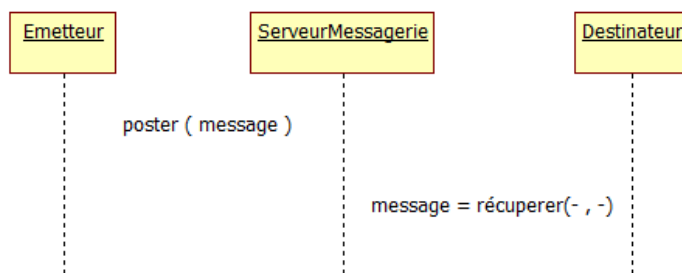 Emetteur
ServeurMessagerie
Destinateur
poster ( message )
message = récuperer(- , -)